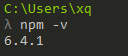 C:\Users\xq
λ npm -v
6.4.1